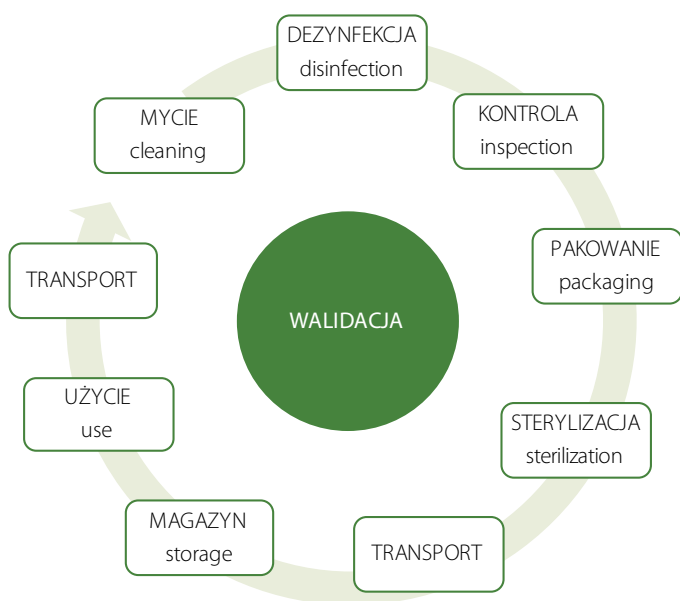 DEZYNFEKCJA
disinfection
MYCIE
cleaning
KONTROLA
inspection
PAKOWANIE
packaging
TRANSPORT
WALIDACJA
UŻYCIE
use
STERYLIZACJA
sterilization
MAGAZYN
storage
TRANSPORT